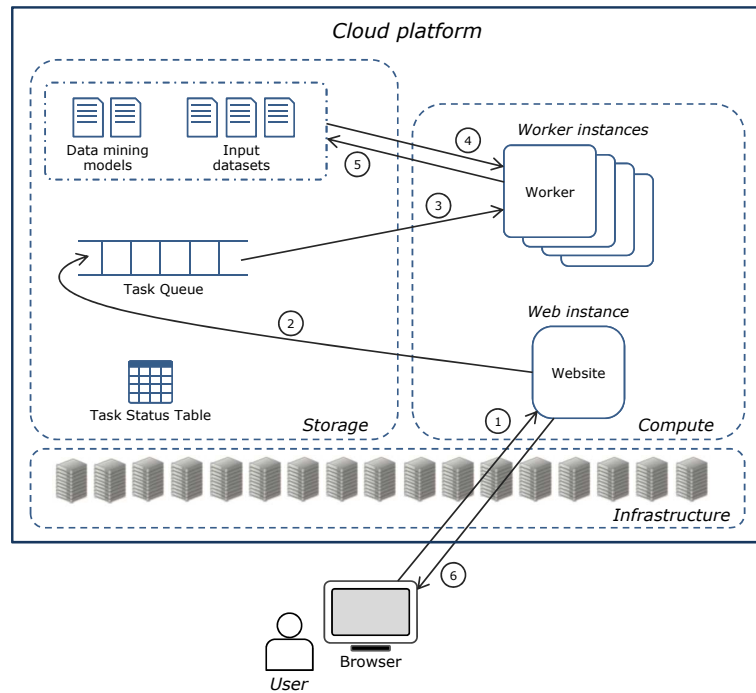 Cloud platform
Data mining
models
Input
datasets
4
5
Worker instances
Worker
3
Task Queue
2
Web instance
Website
Task Status Table
Storage
1
Compute
Infrastructure
6
Browser
User